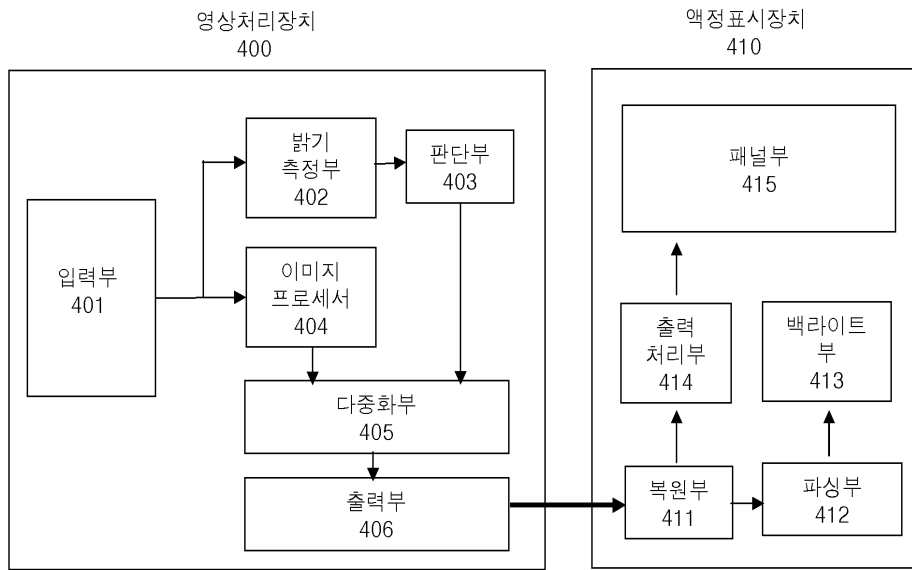 영상처리장치
400
액정표시장치
410
입력부
401
밝기
측정부
402
판단부
403
이미지
프로세서
404
다중화부
405
출력부
406
패널부
415
출력
처리부
414
백라이트
부
413
복원부
411
파싱부
412